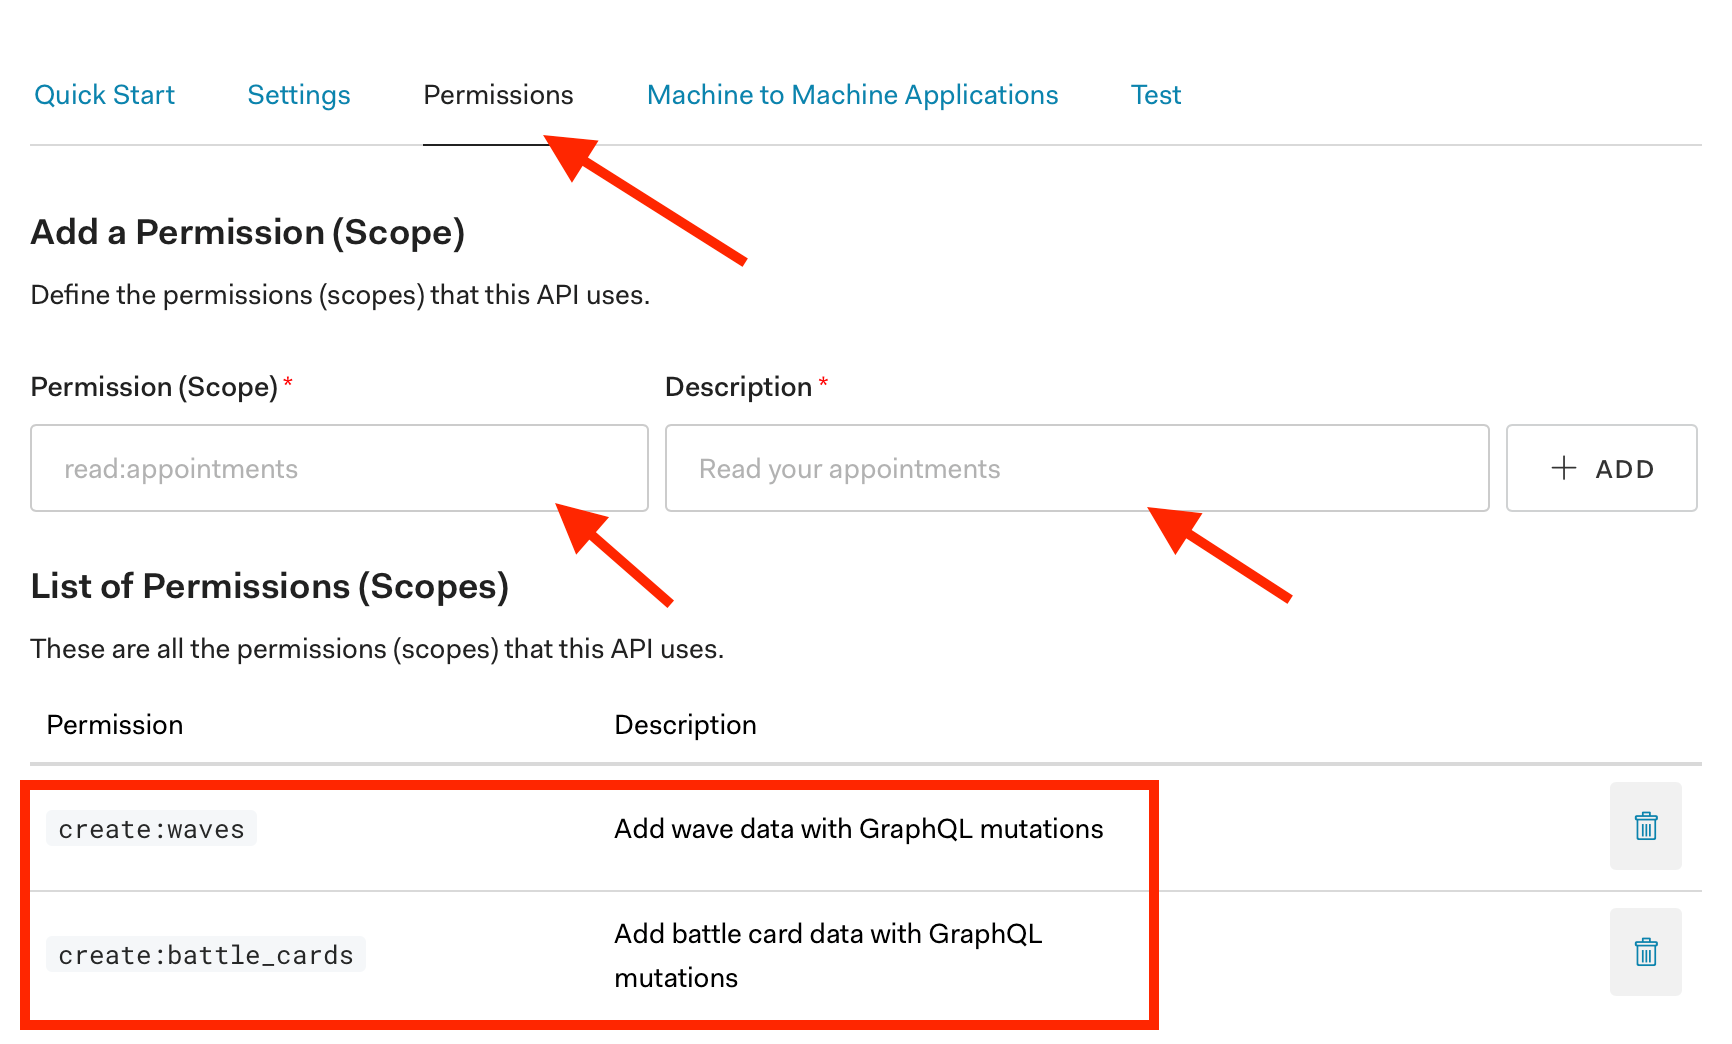 Quick Start Settings Permissions Machine to Machine Applications Test
Add a Permission (Scope)
Define the permissions (scopes) that this API uses.
Permission (Scope) * Description *
read:appointments Read your appointments + ADD
List of Permissions (Scopes)
These are all the permissions (scopes) that this API uses.
Permission Description
create:waves Add wave data with GraphQL mutations
create:battle_cards Add battle card data with GraphQL
mutations